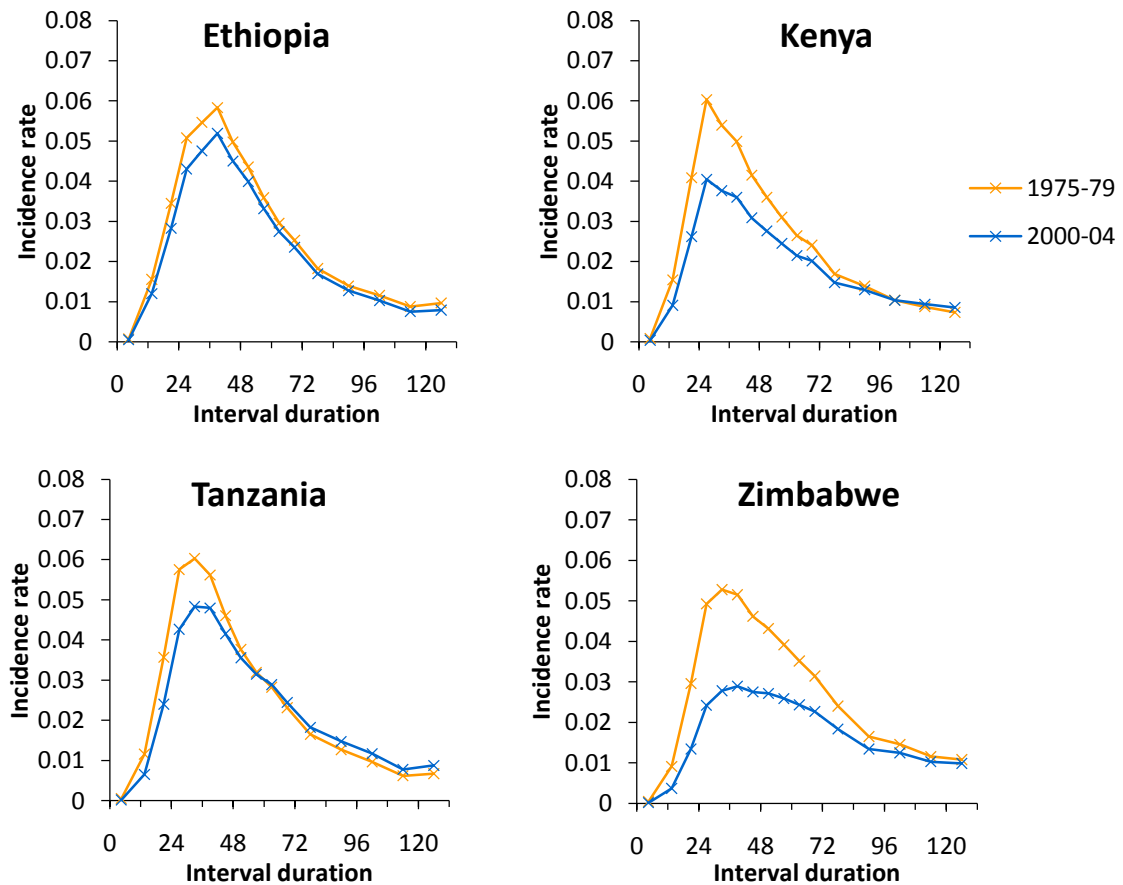 Ethiopia
0.08
0.07
0.06
0.05
0.04
0.03
0.02
0.01
0
Incidence rate
0 24 48 72 96 120
Interval duration
Kenya
0.08
0.07
0.06
0.05
0.04
0.03
0.02
0.01
0
Incidence rate
0 24 48 72 96 120
Interval duration
1975-79
2000-04
Tanzania
0.08
0.07
0.06
0.05
0.04
0.03
0.02
0.01
0
Incidence rate
0 24 48 72 96 120
Interval duration
Zimbabwe
0.08
0.07
0.06
0.05
0.04
0.03
0.02
0.01
0
Incidence rate
0 24 48 72 96 120
Interval duration